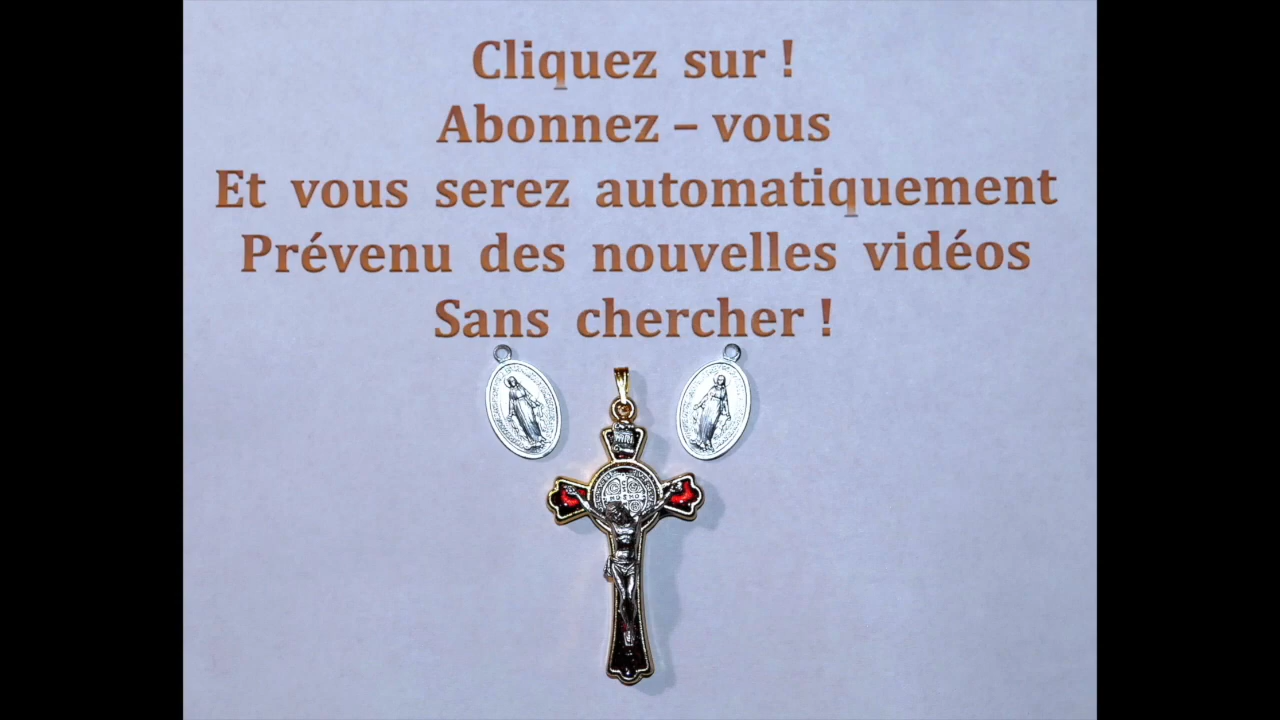 Cliquez sur !
Abonnez – vous
Et vous serez automatiquement
Prévenu des nouvelles vidéos
Sans chercher !